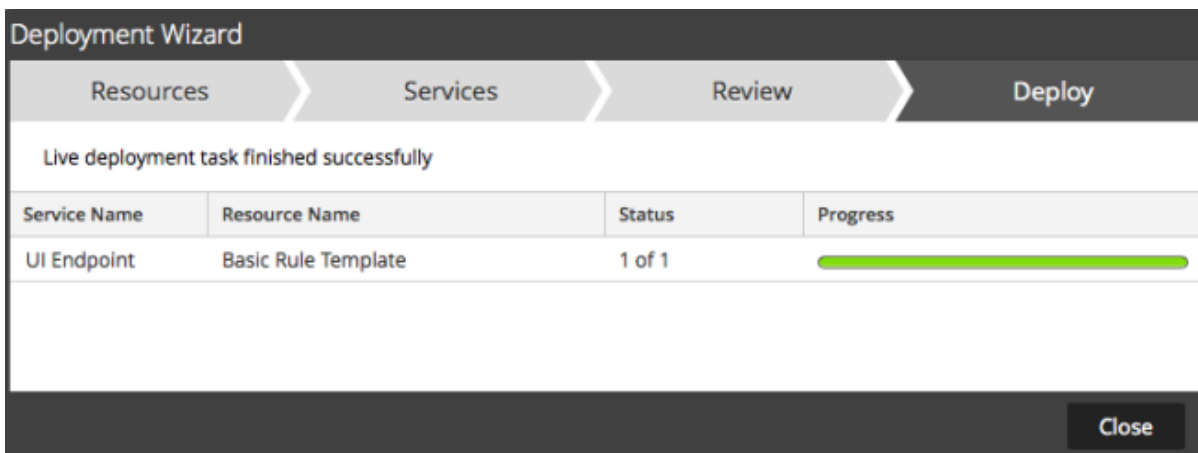 Deployment Wizard
Resources Services Review Deploy
Live deployment task finished successfully
Service Name Resource Name Status Progress
UI Endpoint Basic Rule Template 1 of 1
Close